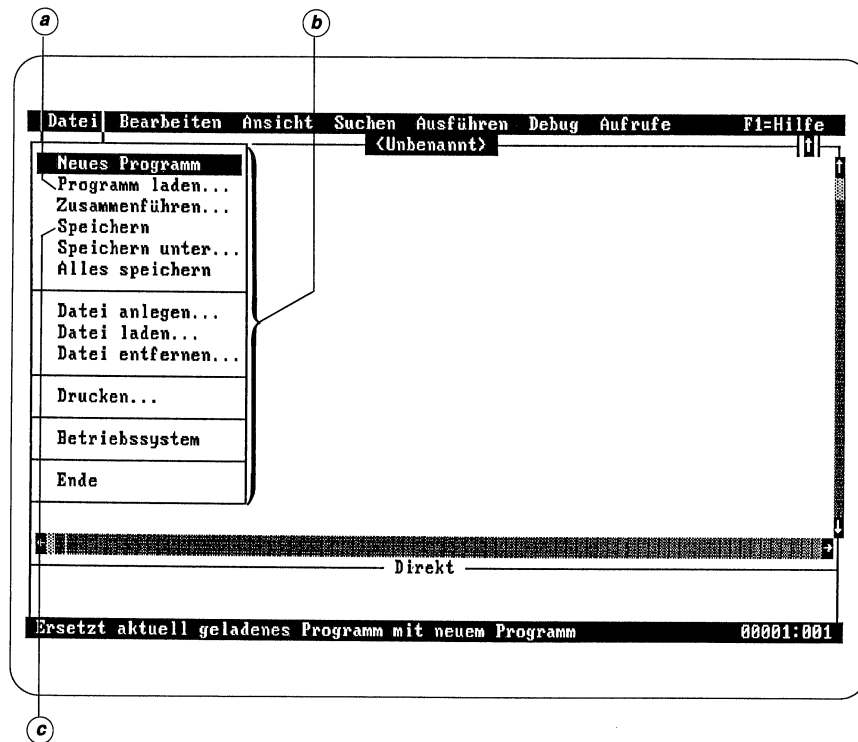 a b
Datei Bearbeiten Ansicht Suchen Ausführen Debug Aufrufe F1=Hilfe
<Unbenannt>
Neues Programm
Programm laden...
Zusammenführen...
Speichern
Speichern unter...
Alles speichern
Datei anlegen...
Datei laden...
Datei entfernen...
Drucken...
Betriebssystem
Ende
Direkt
Ersetzt aktuell geladenes Programm mit neuem Programm 00001:001
c